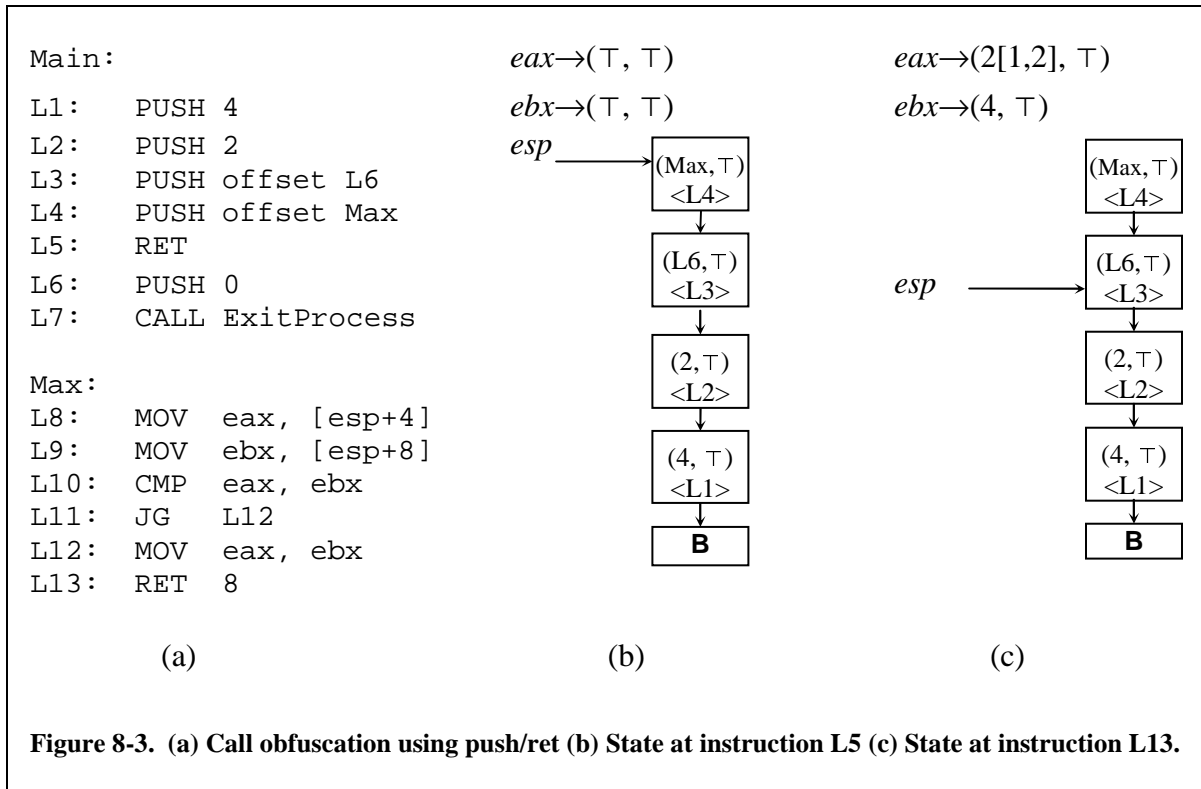 Main:
L1: PUSH 4
L2: PUSH 2
L3: PUSH offset L6
L4: PUSH offset Max
L5: RET
L6: PUSH 0
L7: CALL ExitProcess
Max:
L8: MOV eax, [esp+4]
L9: MOV ebx, [esp+8]
L10: CMP eax, ebx
L11: JG L12
L12: MOV eax, ebx
L13: RET 8
(a)
eax→(⊤, ⊤)
ebx→(⊤, ⊤)
esp
(Max,⊤)
<L4>
(L6,⊤)
<L3>
(2,⊤)
<L2>
(4, ⊤)
<L1>
B
(b)
eax→(2[1,2], ⊤)
ebx→(4, ⊤)
(Max,⊤)
<L4>
esp
(L6,⊤)
<L3>
(2,⊤)
<L2>
(4, ⊤)
<L1>
B
(c)
Figure 8-3. (a) Call obfuscation using push/ret (b) State at instruction L5 (c) State at instruction L13.